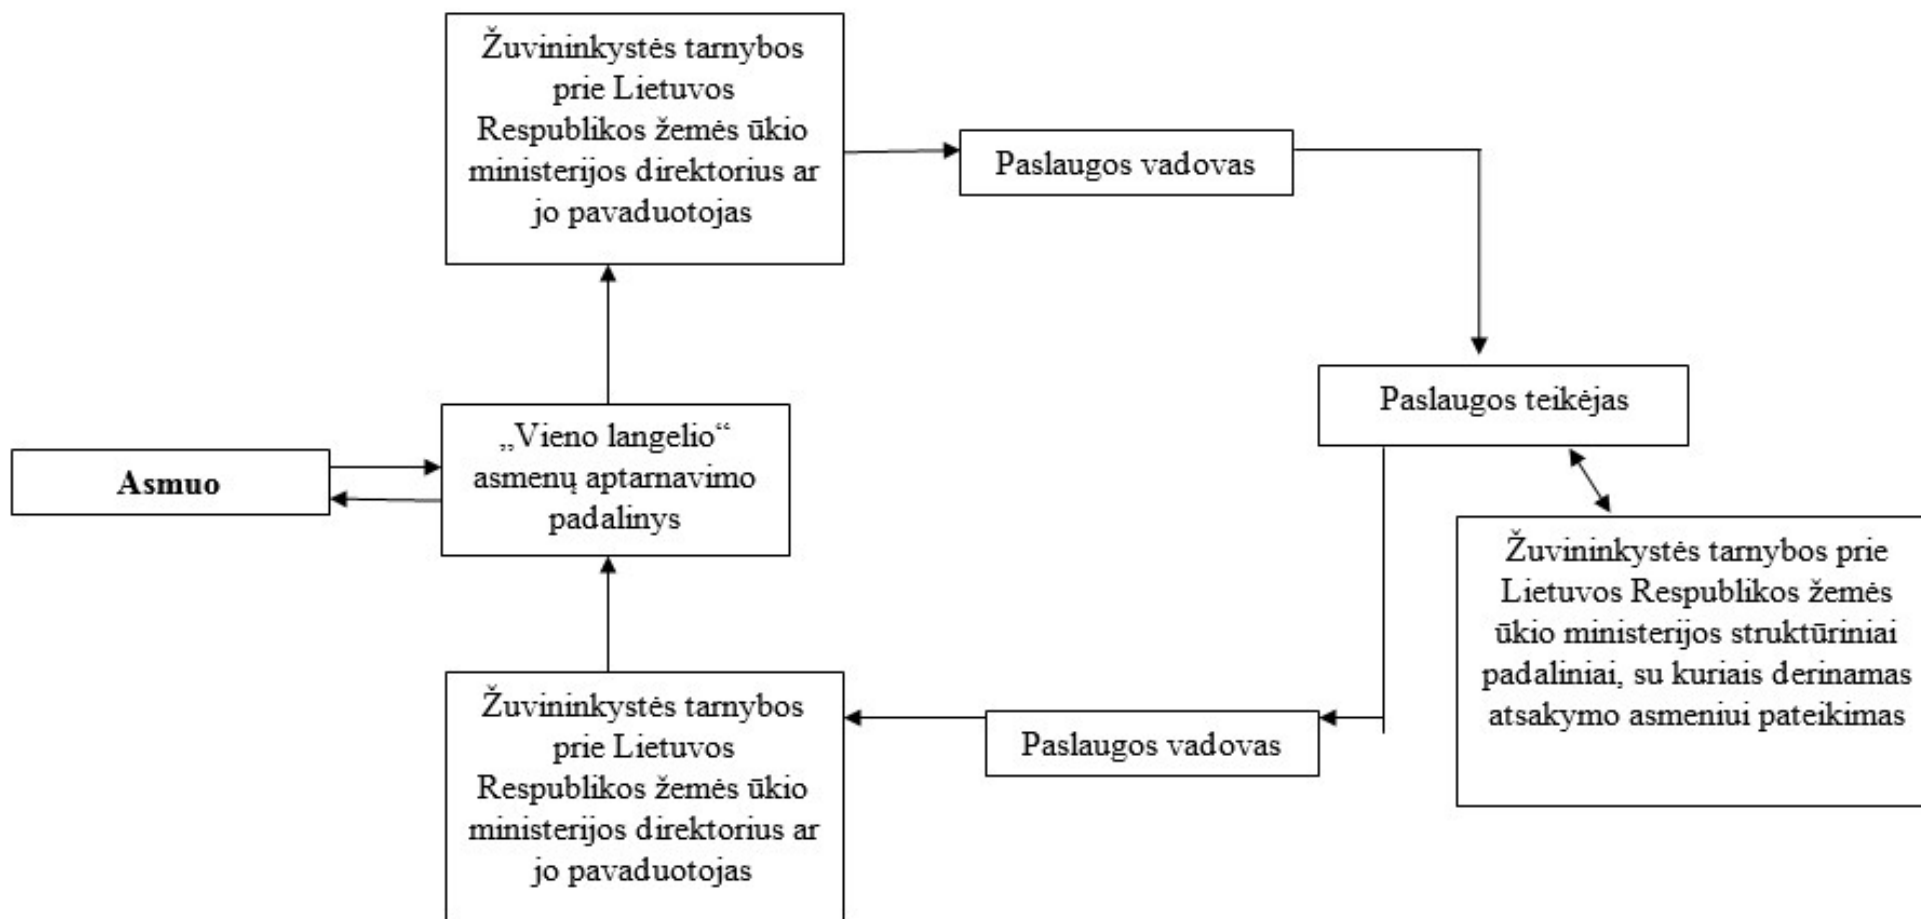 Žuvininkystės tarnybos
prie Lietuvos
Respublikos žemės ūkio
ministerijos direktorius ar
jo pavaduotojas
Paslaugos vadovas
Paslaugos teikėjas
„Vieno langelio“
asmenų aptarnavimo
padalinys
Asmuo
Žuvininkystės tarnybos prie
Lietuvos Respublikos žemės
ūkio ministerijos struktūriniai
padaliniai, su kuriais derinamas
atsakymo asmeniui pateikimas
Žuvininkystės tarnybos
prie Lietuvos
Respublikos žemės ūkio
ministerijos direktorius ar
jo pavaduotojas
Paslaugos vadovas